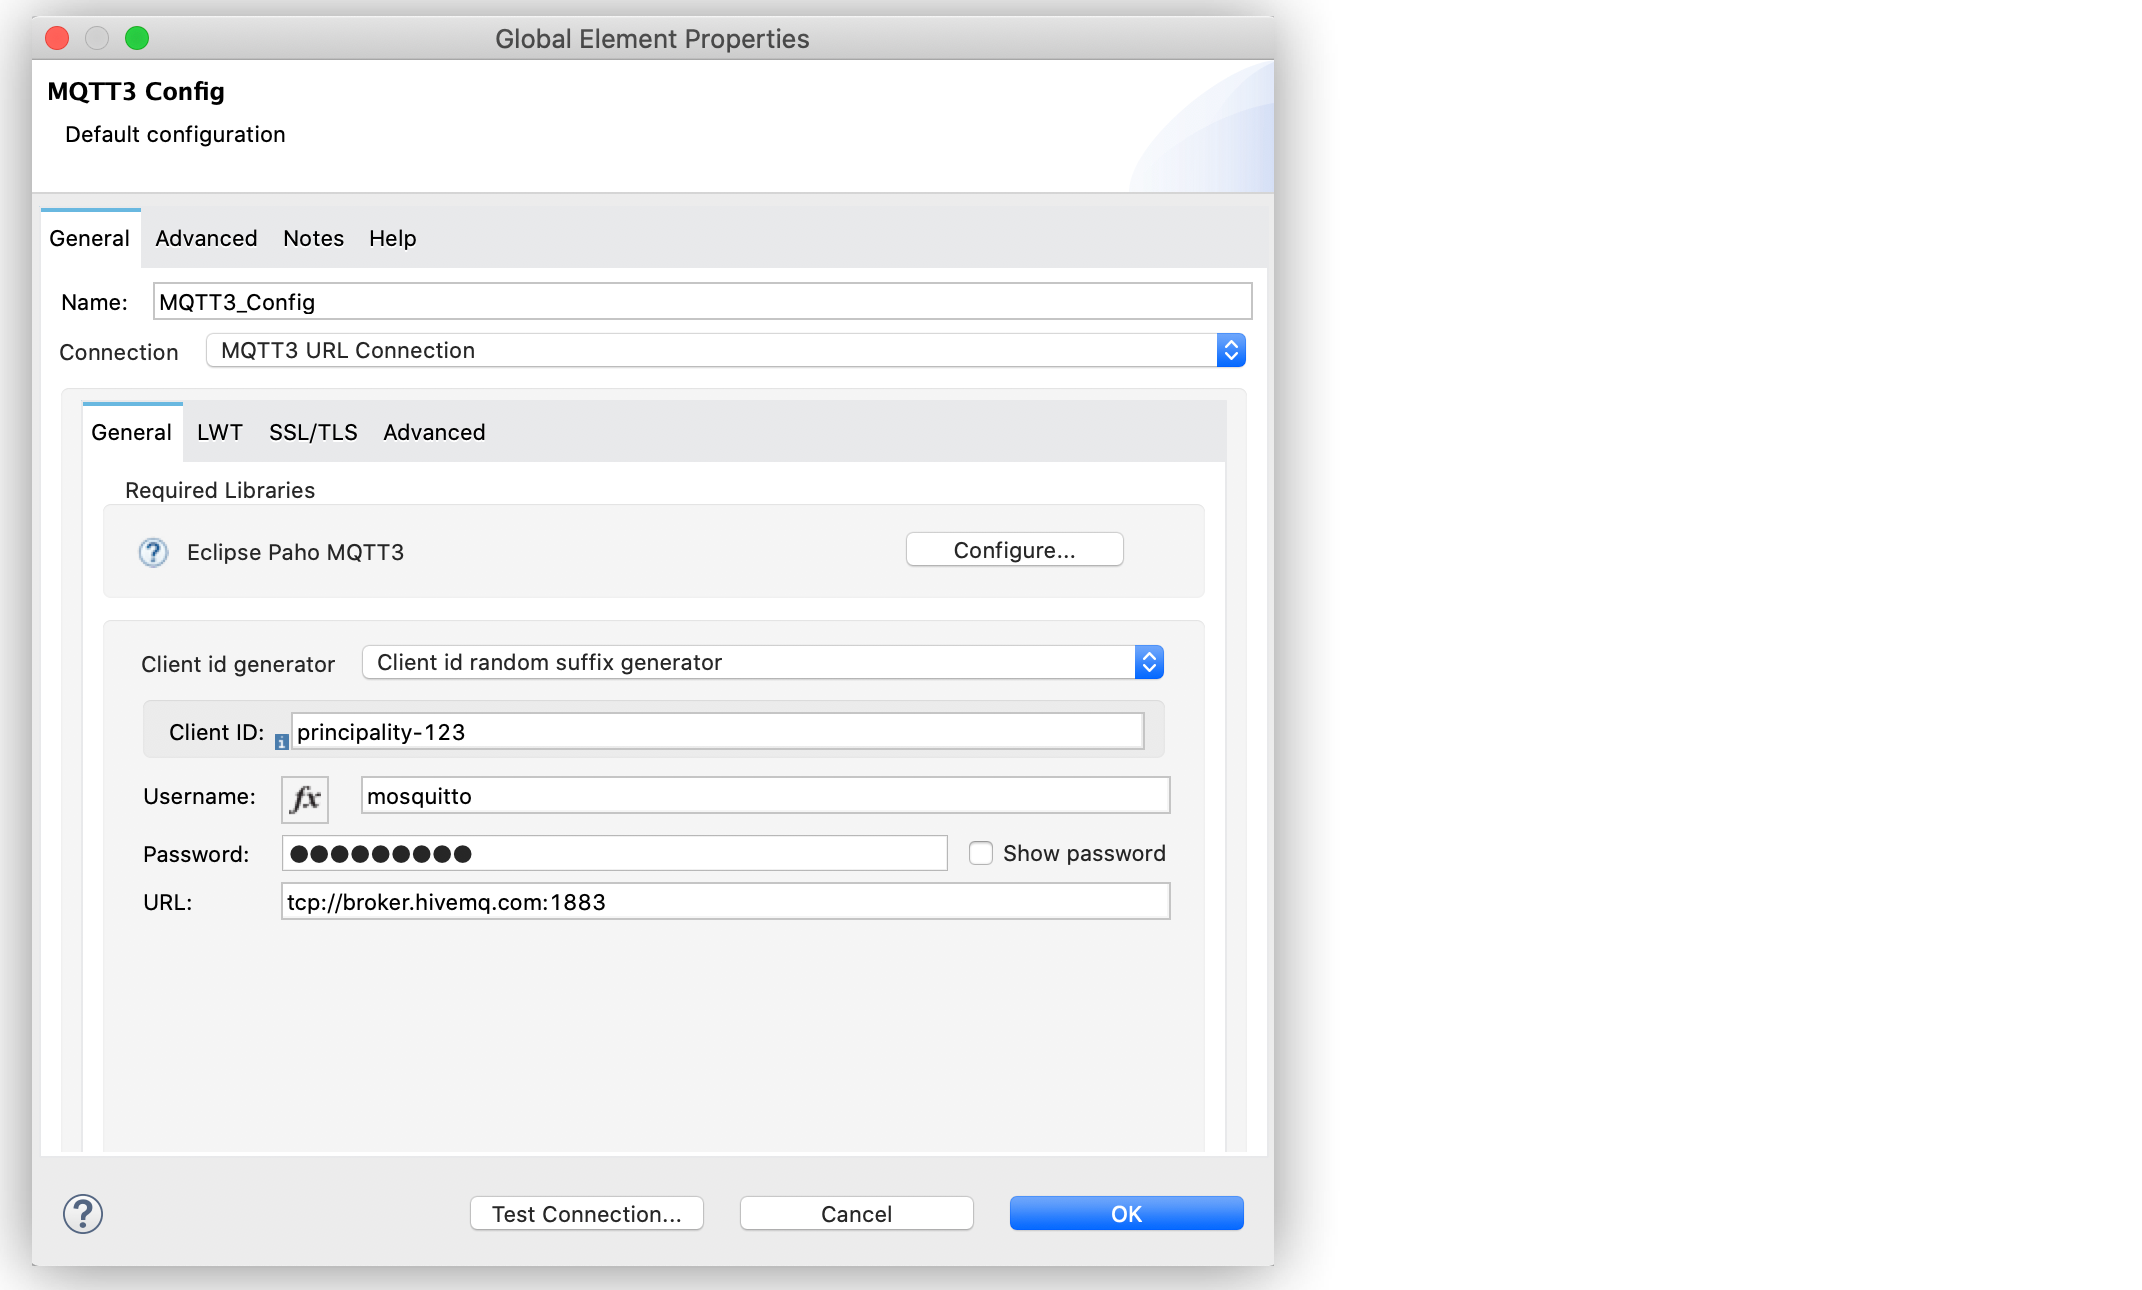 Global Element Properties
MQTT3 Config
Default configuration
General Advanced Notes Help
Name: MQTT3_Config
Connection MQTT3 URL Connection
General LWT SSL/TLS Advanced
Required Libraries
? Eclipse Paho MQTT3 Configure...
Client id generator Client id random suffix generator
Client ID: i principality-123
Username: fx mosquitto
Password: ●●●●●●●●● Show password
URL: tcp://broker.hivemq.com:1883
? Test Connection... Cancel OK